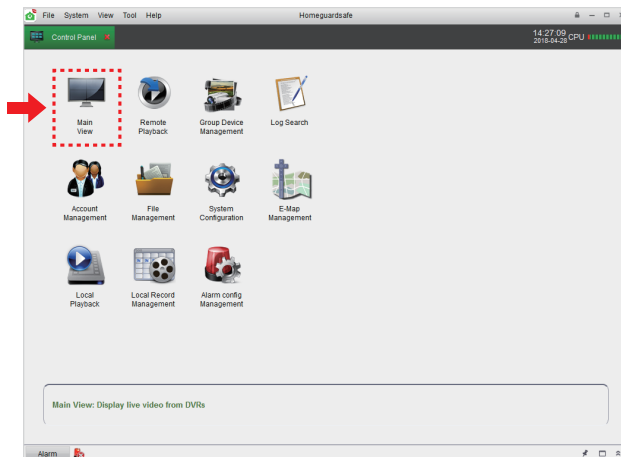 File System View Tool Help Homeguardsafe
Control Panel
14:27:09
2018-04-28
CPU
Main
View
Remote
Playback
Group Device
Management
Log Search
Account
Management
File
Management
System
Configuration
E-Map
Management
Local
Playback
Local Record
Management
Alarm config
Management
Main View: Display live video from DVRs
Alarm